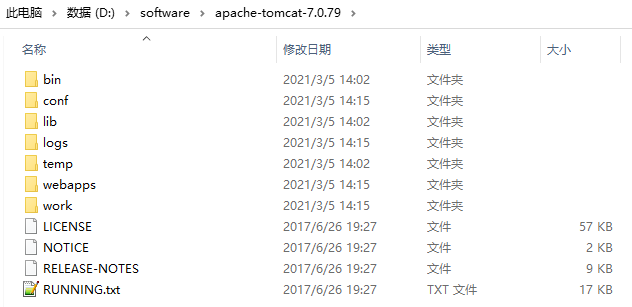 此电脑 > 数据 (D:) > software > apache-tomcat-7.0.79
名称 修改日期 类型 大小
bin 2021/3/5 14:02 文件夹
conf 2021/3/5 14:15 文件夹
lib 2021/3/5 14:02 文件夹
logs 2021/3/5 14:15 文件夹
temp 2021/3/5 14:02 文件夹
webapps 2021/3/5 14:15 文件夹
work 2021/3/5 14:15 文件夹
LICENSE 2017/6/26 19:27 文件 57 KB
NOTICE 2017/6/26 19:27 文件 2 KB
RELEASE-NOTES 2017/6/26 19:27 文件 9 KB
RUNNING.txt 2017/6/26 19:27 TXT 文件 17 KB